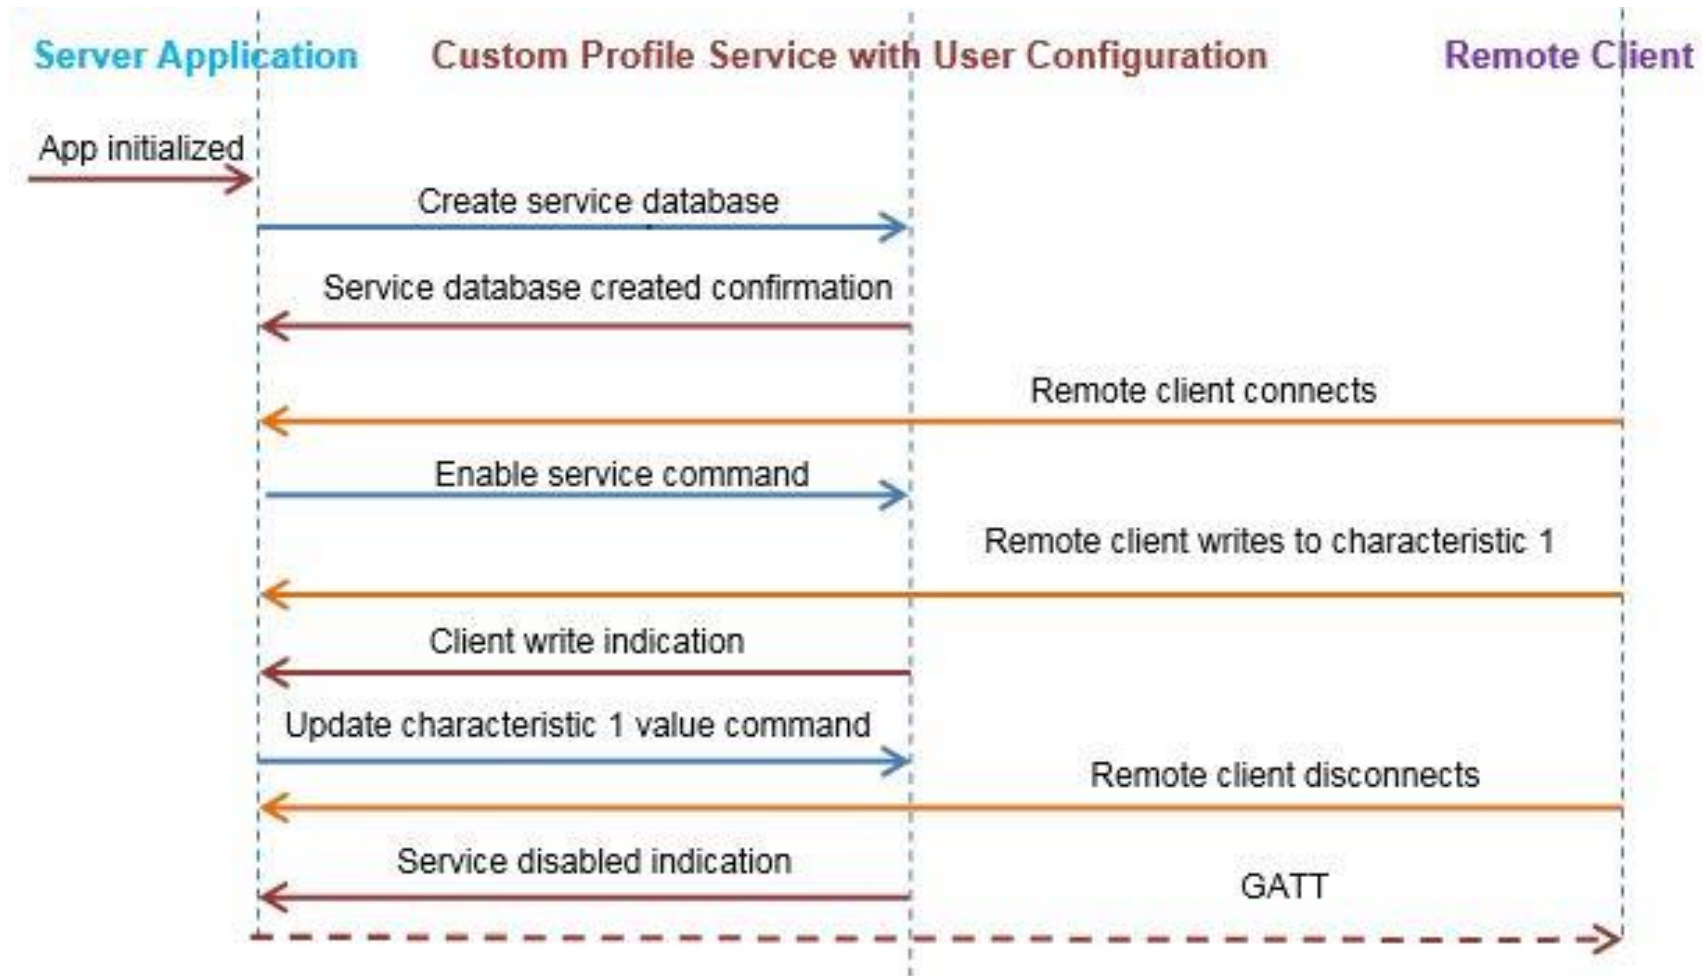 Server Application
Custom Profile Service with User Configuration
Remote Client
App initialized
Create service database
Service database created confirmation
Remote client connects
Enable service command
Remote client writes to characteristic 1
Client write indication
Update characteristic 1 value command
Remote client disconnects
Service disabled indication
GATT